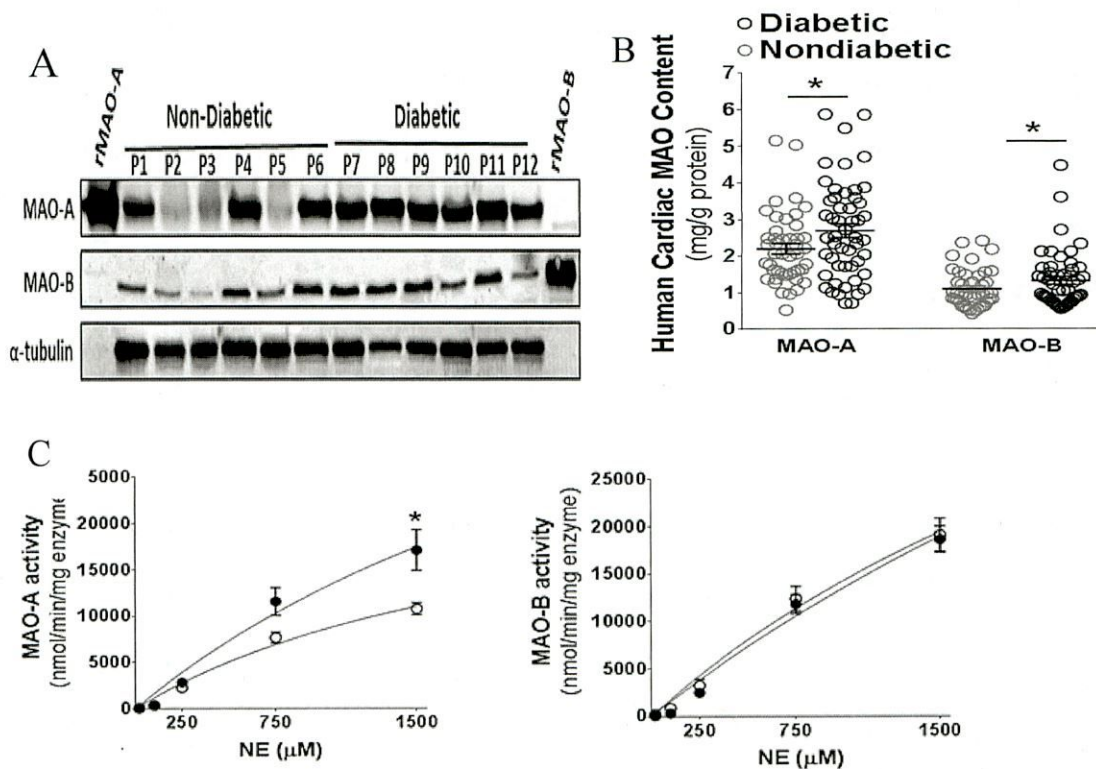 A
rMAO-A
Non-Diabetic
Diabetic
rMAO-B
P1 P2 P3 P4 P5 P6 P7 P8 P9 P10 P11 P12
MAO-A
MAO-B
α-tubulin
B
Diabetic
Nondiabetic
Human Cardiac MAO Content
(mg/g protein)
7
6
5
4
3
2
1
0
*
*
MAO-A MAO-B
C
MAO-A activity
(nmol/min/mg enzyme
5000
20000
15000
10000
5000
0
*
250 750 1500
NE (µM)
MAO-B activity
(nmol/min/mg enzyme)
25000
20000
15000
10000
5000
0
250 750 1500
NE (µM)